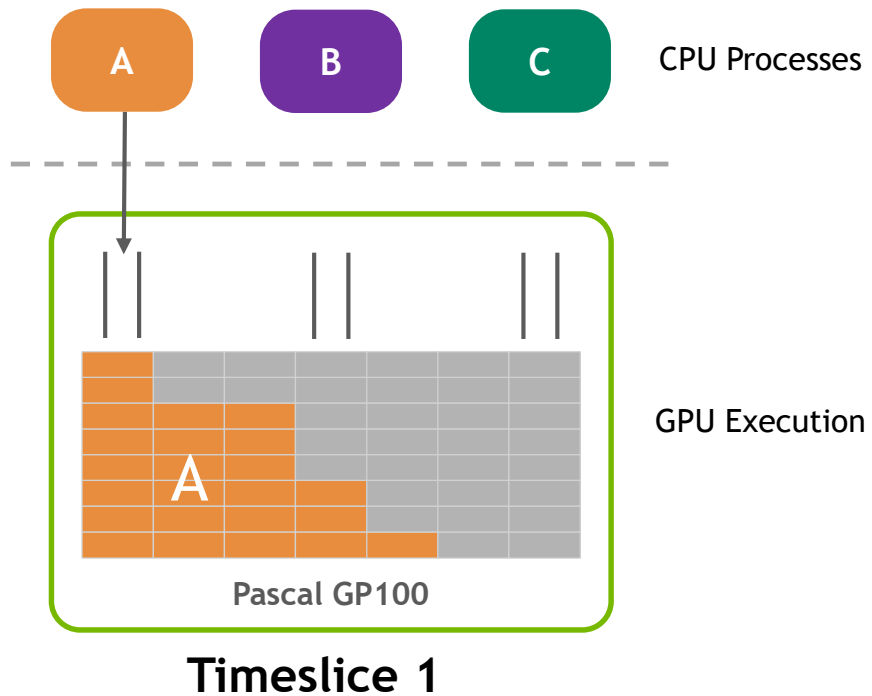 A
B
C
CPU Processes
GPU Execution
A
Pascal GP100
Timeslice 1